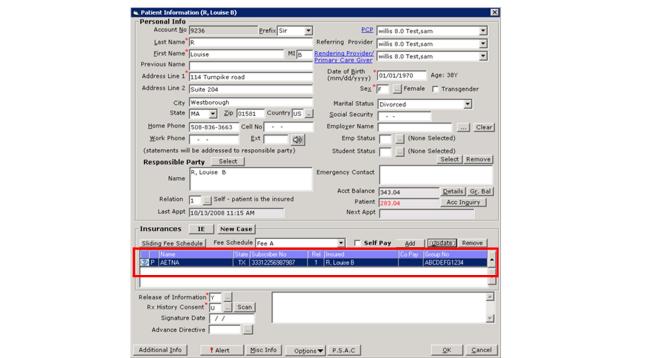 Patient Information (R, Louise B)
Personal Info
Account No 9236 Prefix Sir PCP willis 8.0 Test,sam
Last Name* R Referring Provider willis 8.0 Test,sam
First Name* Louise MI B Rendering Provider/ Primary Care Giver willis 8.0 Test,sam
Previous Name
Address Line 1* 114 Turnpike road Date of Birth (mm/dd/yyyy) * 01/01/1970 Age: 38Y
Address Line 2 Suite 204 Sex* F ... Female Transgender
City Westborough Marital Status Divorced
State MA Zip 01581 Country US ... Social Security - -
Home Phone 508-836-3663 Cell No - - Employer Name ... Clear
Work Phone - - Ext Emp Status ... (None Selected)
(statements will be addressed to responsible party) Student Status ... (None Selected)
Responsible Party Select Select Remove
Name R, Louise B Emergency Contact
Relation 1 ... Self - patient is the insured Acct Balance 343.04 Details Gr. Bal
Patient 283.04 Acc Inquiry
Last Appt 10/13/2008 11:15 AM Next Appt
Insurances IE New Case
Sliding Fee Schedule Fee Schedule Fee A Self Pay Add Update Remove
Name State Subscriber No Rel Insured Co Pay Group No
P AETNA TX 33312256987987 1 R, Louise B ABCDEFG1234
Release of Information* Y ...
Rx History Consent* U ... Scan
Signature Date / /
Advance Directive ...
Additional Info ! Alert Misc Info Options P.S.A.C OK Cancel